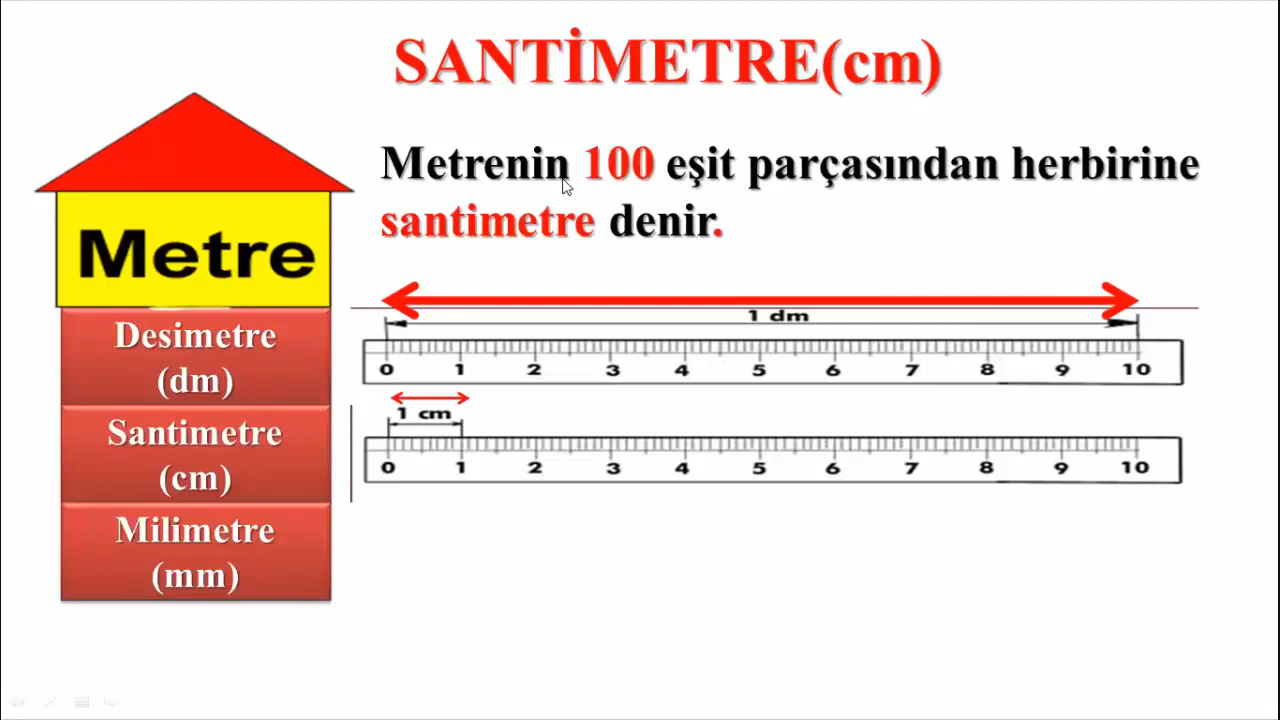 SANTİMETRE(cm)
Metrenin 100 eşit parçasından herbirine
santimetre denir.
Metre
Desimetre
(dm)
Santimetre
(cm)
Milimetre
(mm)
1 dm
0 1 2 3 4 5 6 7 8 9 10
1 cm
0 1 2 3 4 5 6 7 8 9 10